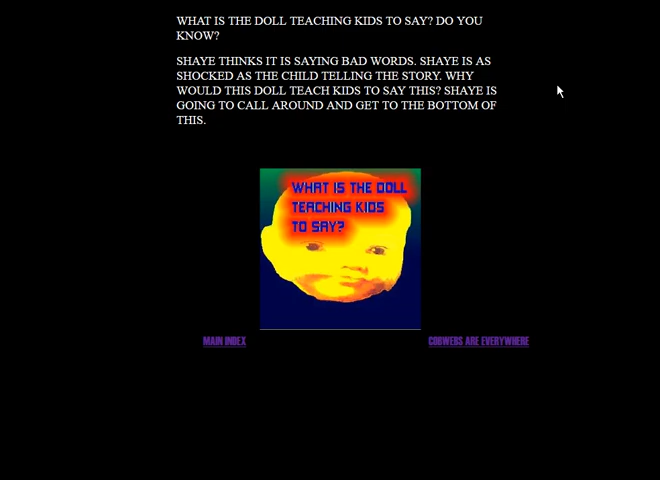 WHAT IS THE DOLL TEACHING KIDS TO SAY? DO YOU
KNOW?
SHAYE THINKS IT IS SAYING BAD WORDS. SHAYE IS AS
SHOCKED AS THE CHILD TELLING THE STORY. WHY
WOULD THIS DOLL TEACH KIDS TO SAY THIS? SHAYE IS
GOING TO CALL AROUND AND GET TO THE BOTTOM OF
THIS.
WHAT IS THE DOLL
TEACHING KIDS
TO SAY?
MAIN INDEX
COBWEBS ARE EVERYWHERE